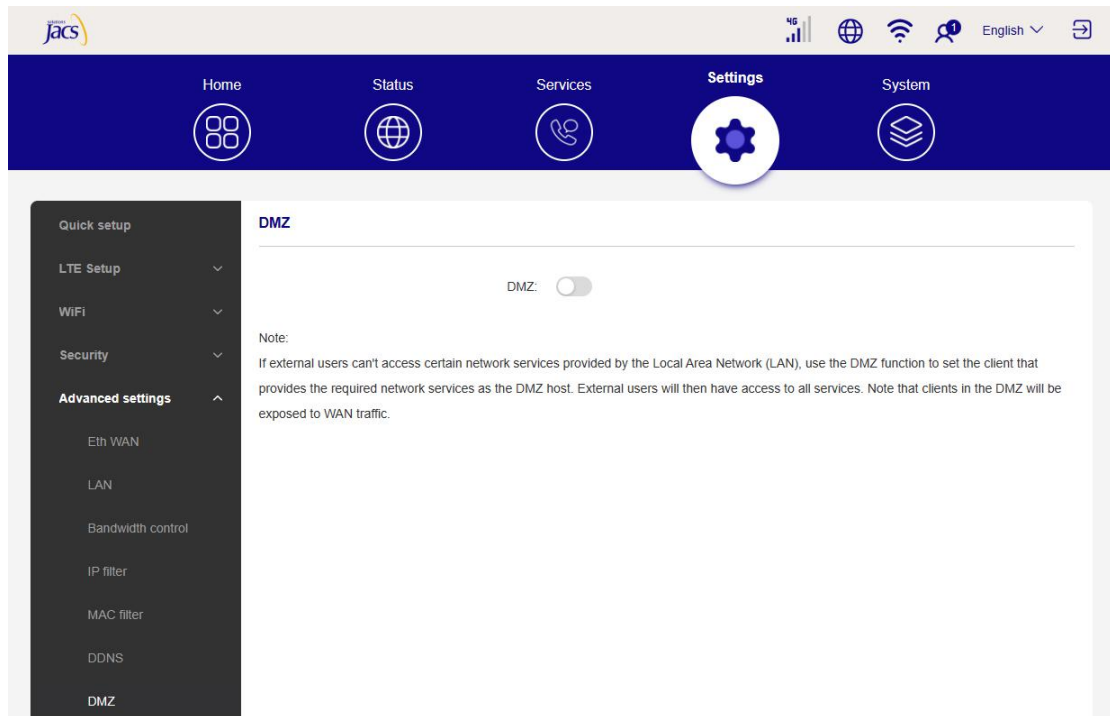 solutions
Jacs
4G
1
English
Home
Status
Services
Settings
System
Quick setup
LTE Setup
WiFi
Security
Advanced settings
Eth WAN
LAN
Bandwidth control
IP filter
MAC filter
DDNS
DMZ
DMZ
DMZ:
Note:
If external users can't access certain network services provided by the Local Area Network (LAN), use the DMZ function to set the client that
provides the required network services as the DMZ host. External users will then have access to all services. Note that clients in the DMZ will be
exposed to WAN traffic.